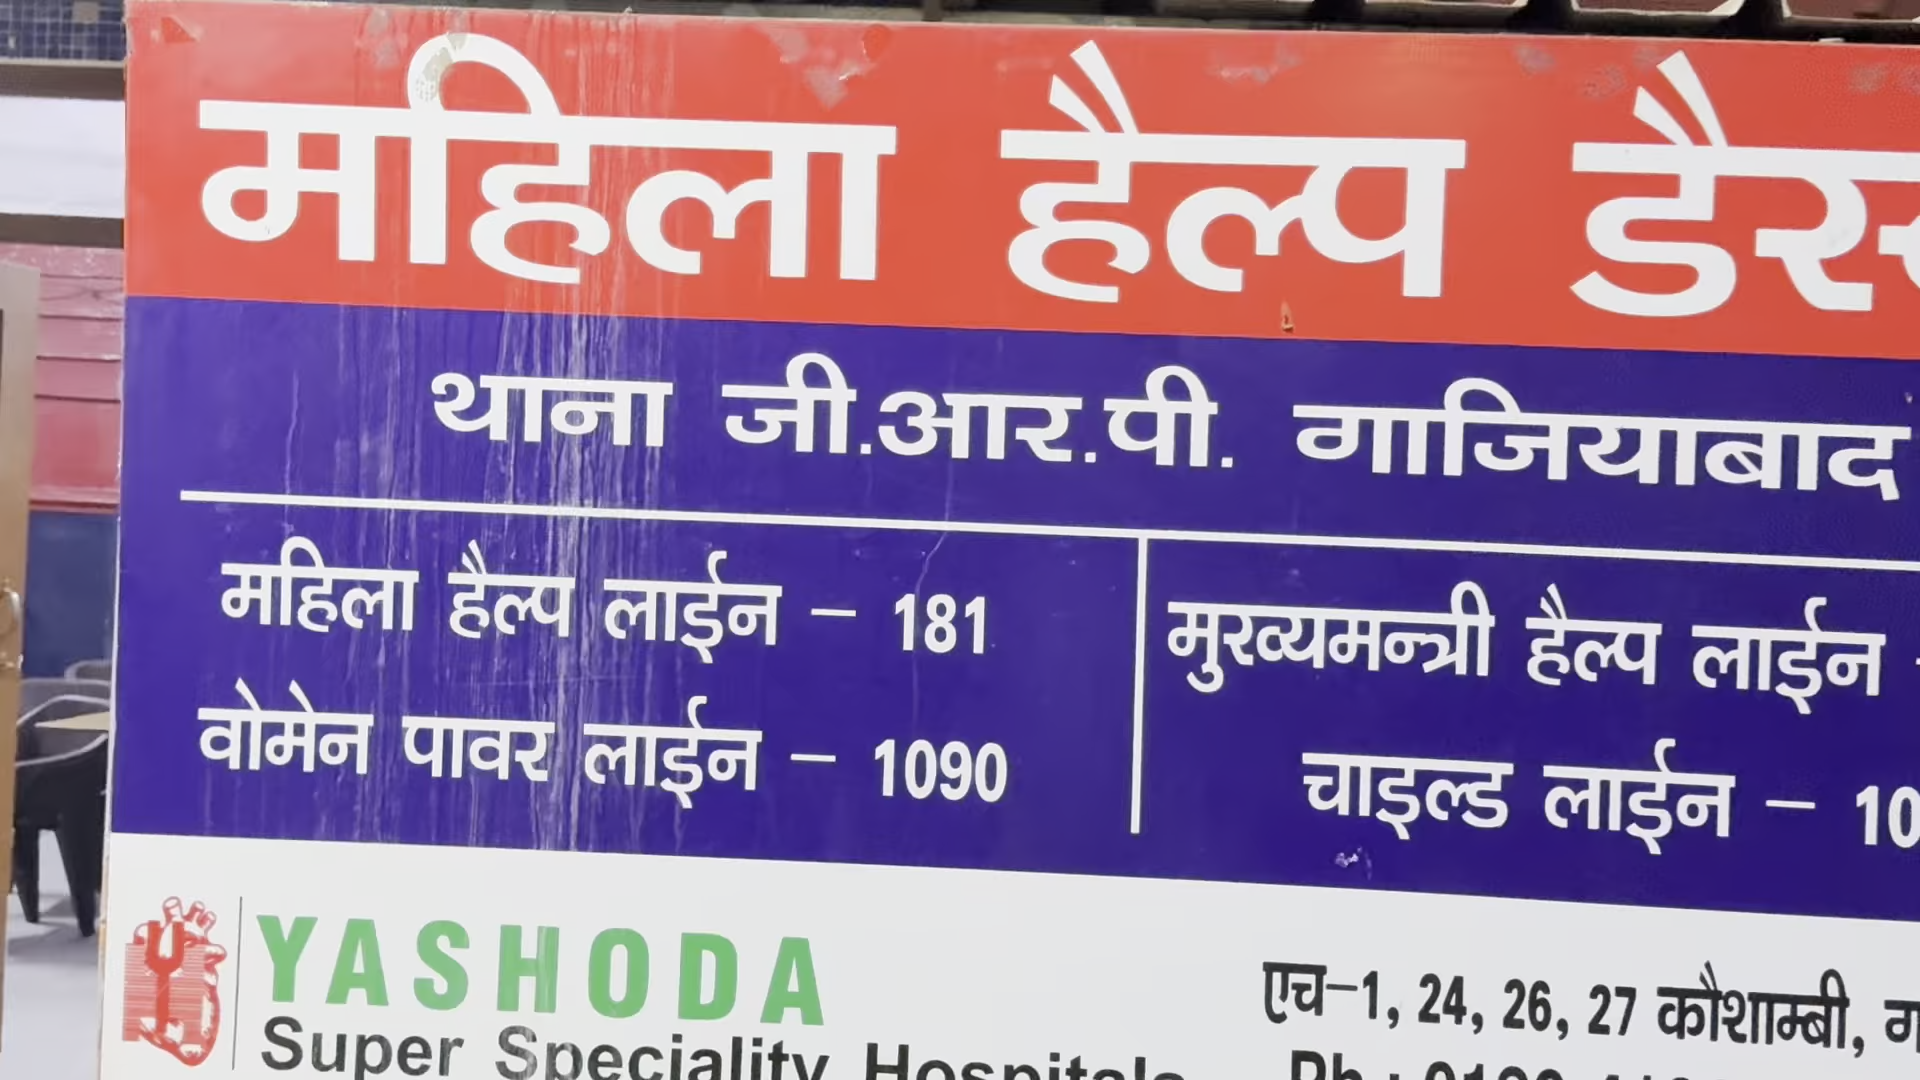 महिला हैल्प
थाना जी.आर.पी. गाजियाबाद
महिला हैल्प लाईन – 181
वोमेन पावर लाईन – 1090
मुख्यमन्त्री हैल्प लाईन
चाइल्ड लाईन –
YASHODA
Super Speciality Hospitals
एच–1, 24, 26, 27 कौशाम्बी,